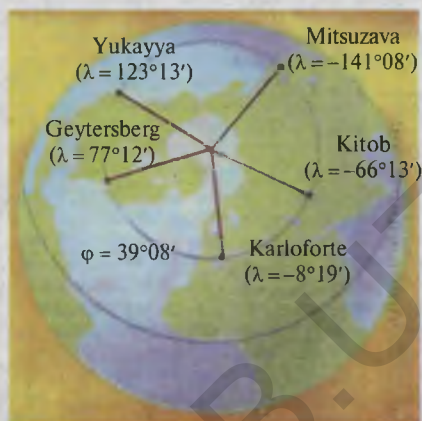 Yukayya
(λ = 123°13′)
Mitsuzava
(λ = −141°08′)
Geytersberg
(λ = 77°12′)
Kitob
(λ = −66°13′)
φ = 39°08′
Karloforte
(λ = −8°19′)
B.U